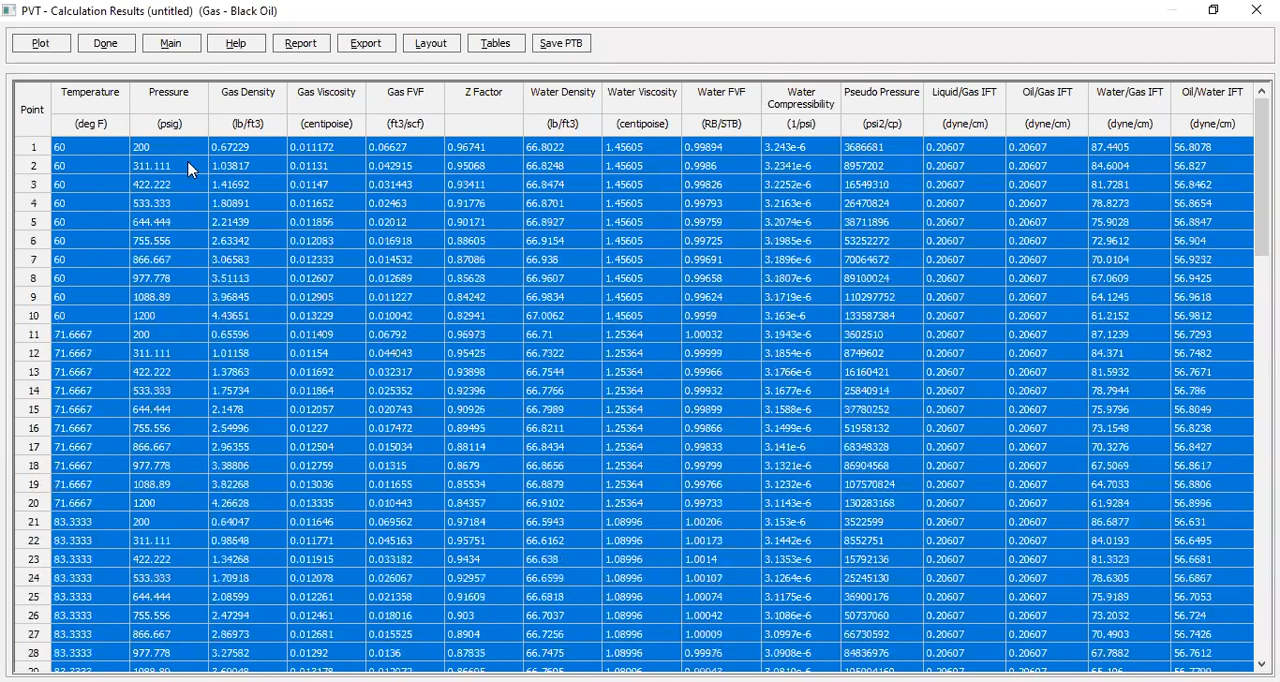 PVT - Calculation Results (untitled) (Gas - Black Oil)
Plot Done Main Help Report Export Layout Tables Save PTB
Point Temperature Pressure Gas Density Gas Viscosity Gas FVF Z Factor Water Density Water Viscosity Water FVF Water Compressibility Pseudo Pressure Liquid/Gas IFT Oil/Gas IFT Water/Gas IFT Oil/Water IFT
(deg F) (psig) (lb/ft3) (centipoise) (ft3/scf) (lb/ft3) (centipoise) (RB/STB) (1/psi) (psi2/cp) (dyne/cm) (dyne/cm) (dyne/cm) (dyne/cm)
1 60 200 0.67229 0.011172 0.06627 0.96741 66.8022 1.45605 0.99894 3.243e-6 3686681 0.20607 0.20607 87.4405 56.8078
2 60 311.111 1.03817 0.01131 0.042915 0.95068 66.8248 1.45605 0.9986 3.2341e-6 8957202 0.20607 0.20607 84.6004 56.827
3 60 422.222 1.41692 0.01147 0.031443 0.93411 66.8474 1.45605 0.99826 3.2252e-6 16549310 0.20607 0.20607 81.7281 56.8462
4 60 533.333 1.80891 0.011652 0.02463 0.91776 66.8701 1.45605 0.99793 3.2163e-6 26470824 0.20607 0.20607 78.8273 56.8654
5 60 644.444 2.21439 0.011856 0.02012 0.90171 66.8927 1.45605 0.99759 3.2074e-6 38711896 0.20607 0.20607 75.9028 56.8847
6 60 755.556 2.63342 0.012083 0.016918 0.88605 66.9154 1.45605 0.99725 3.1985e-6 53252272 0.20607 0.20607 72.9612 56.904
7 60 866.667 3.06583 0.012333 0.014532 0.87086 66.938 1.45605 0.99691 3.1896e-6 70064672 0.20607 0.20607 70.0104 56.9232
8 60 977.778 3.51113 0.012607 0.012689 0.85628 66.9607 1.45605 0.99658 3.1807e-6 89100024 0.20607 0.20607 67.0609 56.9425
9 60 1088.89 3.96845 0.012905 0.011227 0.84242 66.9834 1.45605 0.99624 3.1719e-6 110297752 0.20607 0.20607 64.1245 56.9618
10 60 1200 4.43651 0.013229 0.010042 0.82941 67.0062 1.45605 0.9959 3.163e-6 133587384 0.20607 0.20607 61.2152 56.9812
11 71.6667 200 0.65596 0.011409 0.06792 0.96973 66.71 1.25364 1.00032 3.1943e-6 3602510 0.20607 0.20607 87.1239 56.7293
12 71.6667 311.111 1.01158 0.01154 0.044043 0.95425 66.7322 1.25364 0.99999 3.1854e-6 8749602 0.20607 0.20607 84.371 56.7482
13 71.6667 422.222 1.37863 0.011692 0.032317 0.93898 66.7544 1.25364 0.99966 3.1766e-6 16160421 0.20607 0.20607 81.5932 56.7671
14 71.6667 533.333 1.75734 0.011864 0.025352 0.92396 66.7766 1.25364 0.99932 3.1677e-6 25840914 0.20607 0.20607 78.7944 56.786
15 71.6667 644.444 2.1478 0.012057 0.020743 0.90926 66.7989 1.25364 0.99899 3.1588e-6 37780252 0.20607 0.20607 75.9796 56.8049
16 71.6667 755.556 2.54996 0.01227 0.017472 0.89495 66.8211 1.25364 0.99866 3.1499e-6 51958132 0.20607 0.20607 73.1548 56.8238
17 71.6667 866.667 2.96355 0.012504 0.015034 0.88114 66.8434 1.25364 0.99833 3.141e-6 68348328 0.20607 0.20607 70.3276 56.8427
18 71.6667 977.778 3.38806 0.012759 0.01315 0.8679 66.8656 1.25364 0.99799 3.1321e-6 86904568 0.20607 0.20607 67.5069 56.8617
19 71.6667 1088.89 3.82268 0.013036 0.011655 0.85534 66.8879 1.25364 0.99766 3.1232e-6 107570824 0.20607 0.20607 64.7033 56.8806
20 71.6667 1200 4.26628 0.013335 0.010443 0.84357 66.9102 1.25364 0.99733 3.1143e-6 130283168 0.20607 0.20607 61.9284 56.8996
21 83.3333 200 0.64047 0.011646 0.069562 0.97184 66.5943 1.08996 1.00206 3.153e-6 3522599 0.20607 0.20607 86.6877 56.631
22 83.3333 311.111 0.98648 0.011771 0.045163 0.95751 66.6162 1.08996 1.00173 3.1442e-6 8552751 0.20607 0.20607 84.0193 56.6495
23 83.3333 422.222 1.34268 0.011915 0.033182 0.9434 66.638 1.08996 1.0014 3.1353e-6 15792136 0.20607 0.20607 81.3323 56.6681
24 83.3333 533.333 1.70918 0.012078 0.026067 0.92957 66.6599 1.08996 1.00107 3.1264e-6 25245130 0.20607 0.20607 78.6305 56.6867
25 83.3333 644.444 2.08599 0.012261 0.021358 0.91609 66.6818 1.08996 1.00074 3.1175e-6 36900176 0.20607 0.20607 75.9189 56.7053
26 83.3333 755.556 2.47294 0.012461 0.018016 0.903 66.7037 1.08996 1.00042 3.1086e-6 50737060 0.20607 0.20607 73.2032 56.724
27 83.3333 866.667 2.86973 0.012681 0.015525 0.8904 66.7256 1.08996 1.00009 3.0997e-6 66730592 0.20607 0.20607 70.4903 56.7426
28 83.3333 977.778 3.27582 0.01292 0.0136 0.87835 66.7475 1.08996 0.99976 3.0908e-6 84836976 0.20607 0.20607 67.7882 56.7612